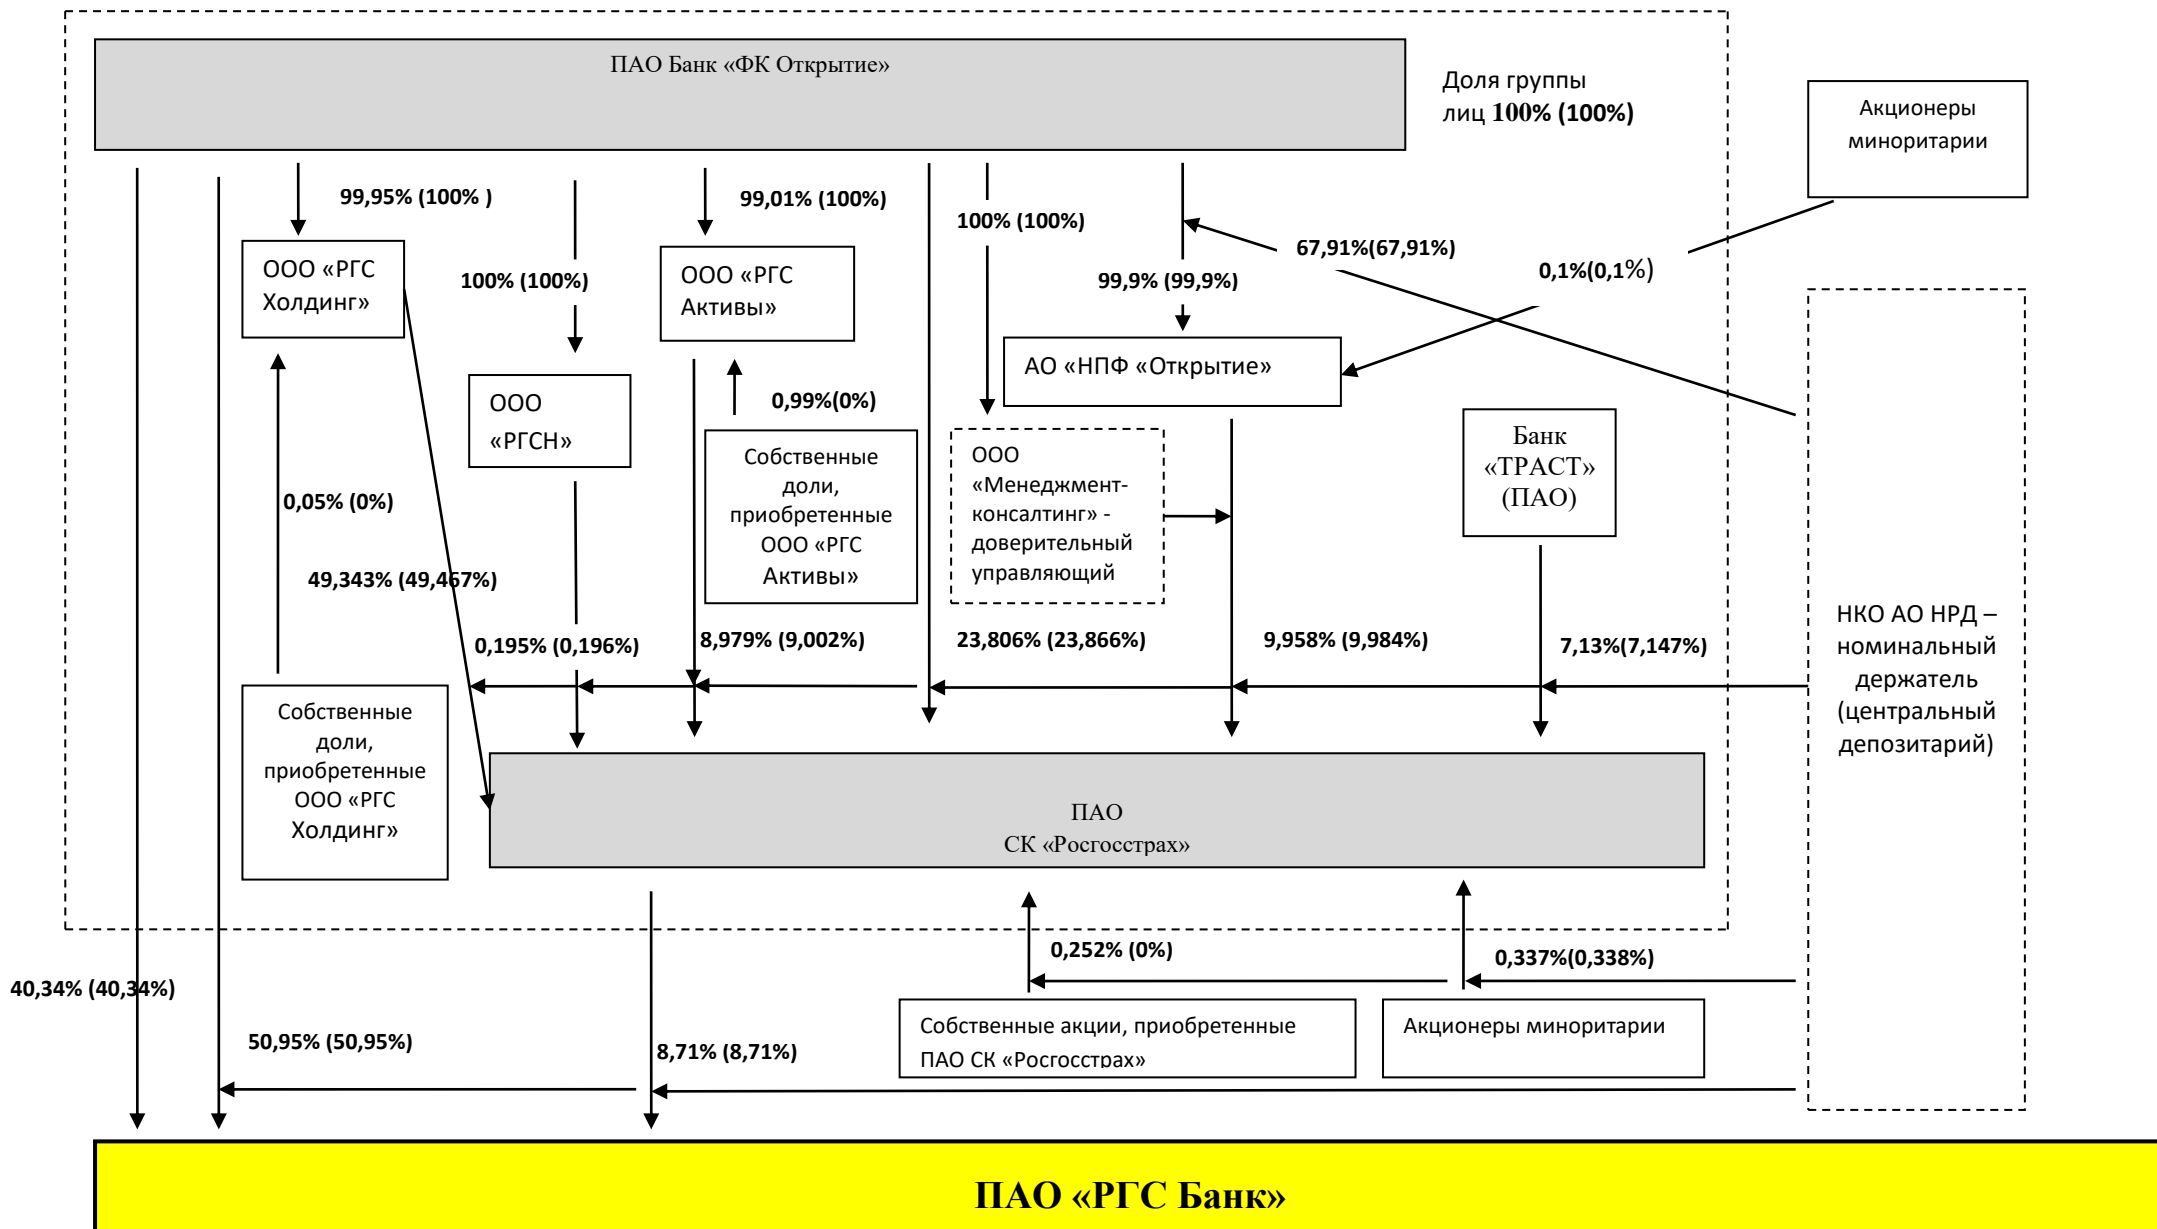 ПАО Банк «ФК Открытие»
Доля группы
лиц 100% (100%)
Акционеры
миноритарии
99,95% (100% )
99,01% (100%)
100% (100%)
67,91%(67,91%)
0,1%(0,1%)
ООО «РГС
Холдинг»
100% (100%)
ООО «РГС
Активы»
99,9% (99,9%)
АО «НПФ «Открытие»
0,99%(0%)
ООО
«РГСН»
Собственные
доли,
приобретенные
ООО «РГС
Активы»
ООО
«Менеджмент-
консалтинг» -
доверительный
управляющий
Банк
«ТРАСТ»
(ПАО)
0,05% (0%)
49,343% (49,467%)
0,195% (0,196%)
8,979% (9,002%)
23,806% (23,866%)
9,958% (9,984%)
7,13%(7,147%)
НКО АО НРД –
номинальный
держатель
(центральный
депозитарий)
Собственные
доли,
приобретенные
ООО «РГС
Холдинг»
ПАО
СК «Росгосстрах»
0,252% (0%)
0,337%(0,338%)
40,34% (40,34%)
50,95% (50,95%)
8,71% (8,71%)
Собственные акции, приобретенные
ПАО СК «Росгосстрах»
Акционеры миноритарии
ПАО «РГС Банк»